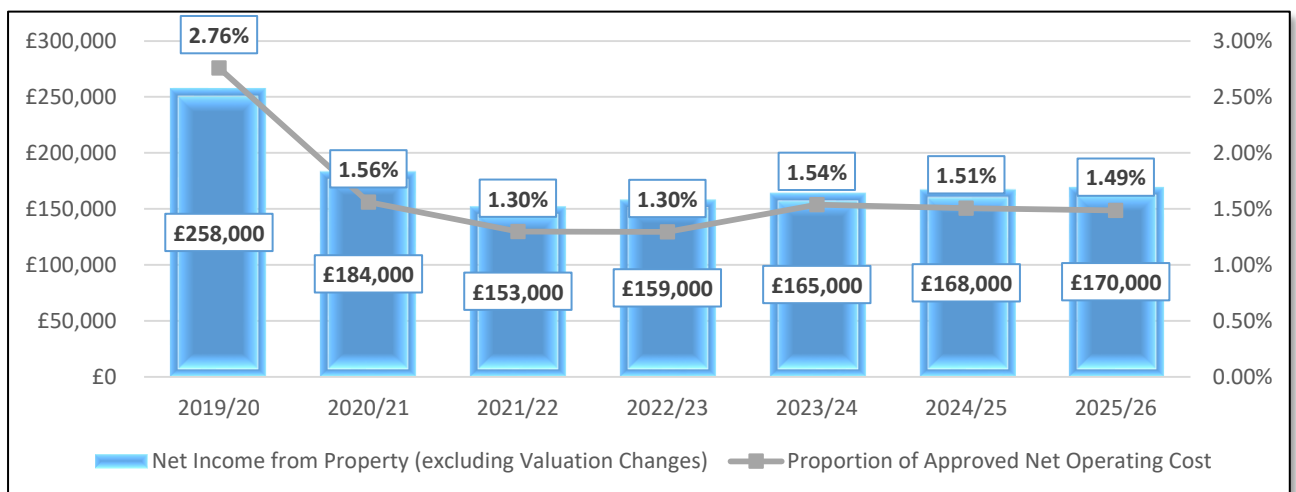 £300,000 2.76% 3.00%
£250,000 2.50%
£200,000 2.00%
1.56% 1.54% 1.51% 1.49%
1.30% 1.30%
£150,000 1.50%
£258,000
£100,000 1.00%
£184,000 £153,000 £159,000 £165,000 £168,000 £170,000
£50,000 0.50%
£0 0.00%
2019/20 2020/21 2021/22 2022/23 2023/24 2024/25 2025/26
Net Income from Property (excluding Valuation Changes) Proportion of Approved Net Operating Cost